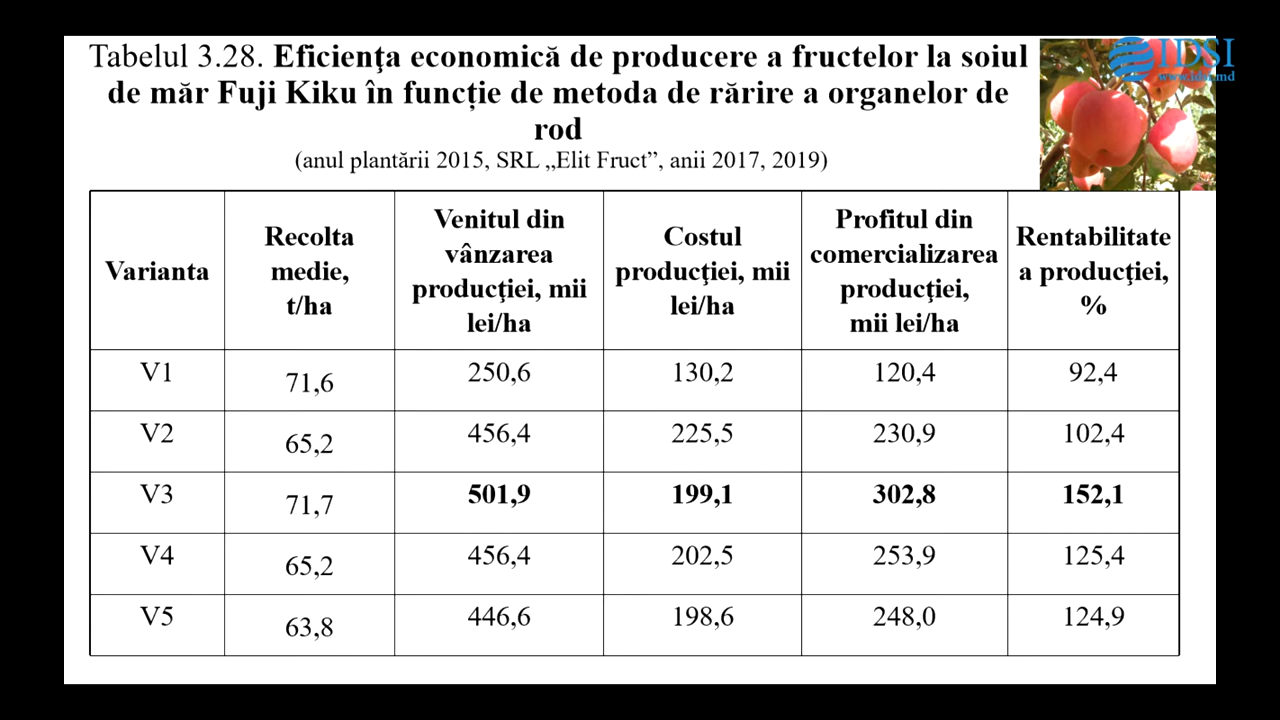 Tabelul 3.28. Eficienţa economică de producere a fructelor la soiul
de măr Fuji Kiku în funcție de metoda de rărire a organelor de
rod
(anul plantării 2015, SRL „Elit Fruct”, anii 2017, 2019)
IDSI
www.idsi.md
Varianta
Recolta
medie,
t/ha
Venitul din
vânzarea
producţiei, mii
lei/ha
Costul
producţiei, mii
lei/ha
Profitul din
comercializarea
producţiei,
mii lei/ha
Rentabilitate
a producţiei,
%
V1 71,6 250,6 130,2 120,4 92,4
V2 65,2 456,4 225,5 230,9 102,4
V3 71,7 501,9 199,1 302,8 152,1
V4 65,2 456,4 202,5 253,9 125,4
V5 63,8 446,6 198,6 248,0 124,9